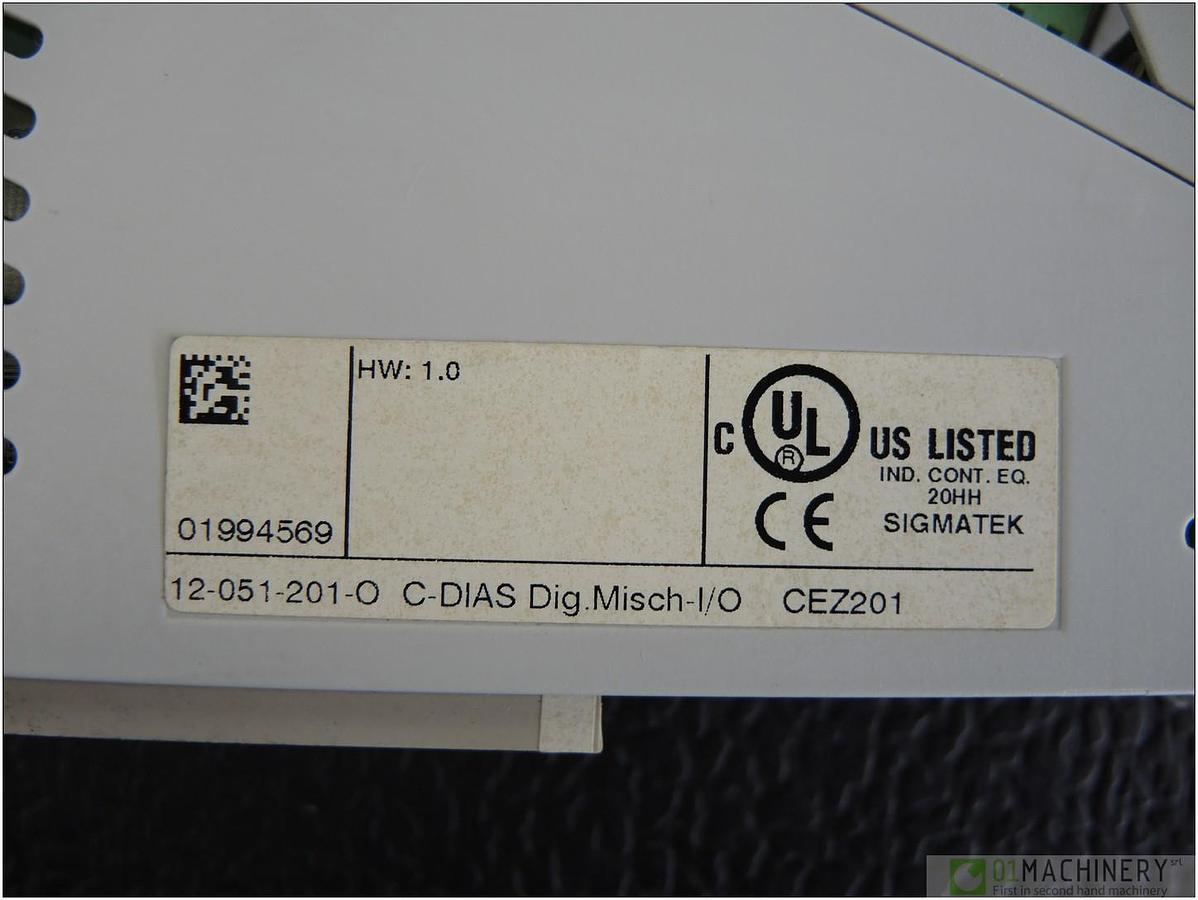 HW: 1.0
01994569
C UL ® US LISTED
IND. CONT. EQ.
20HH
CE SIGMATEK
12-051-201-O C-DIAS Dig.Misch-I/O CEZ201
01MACHINERY srl
First in second hand machinery